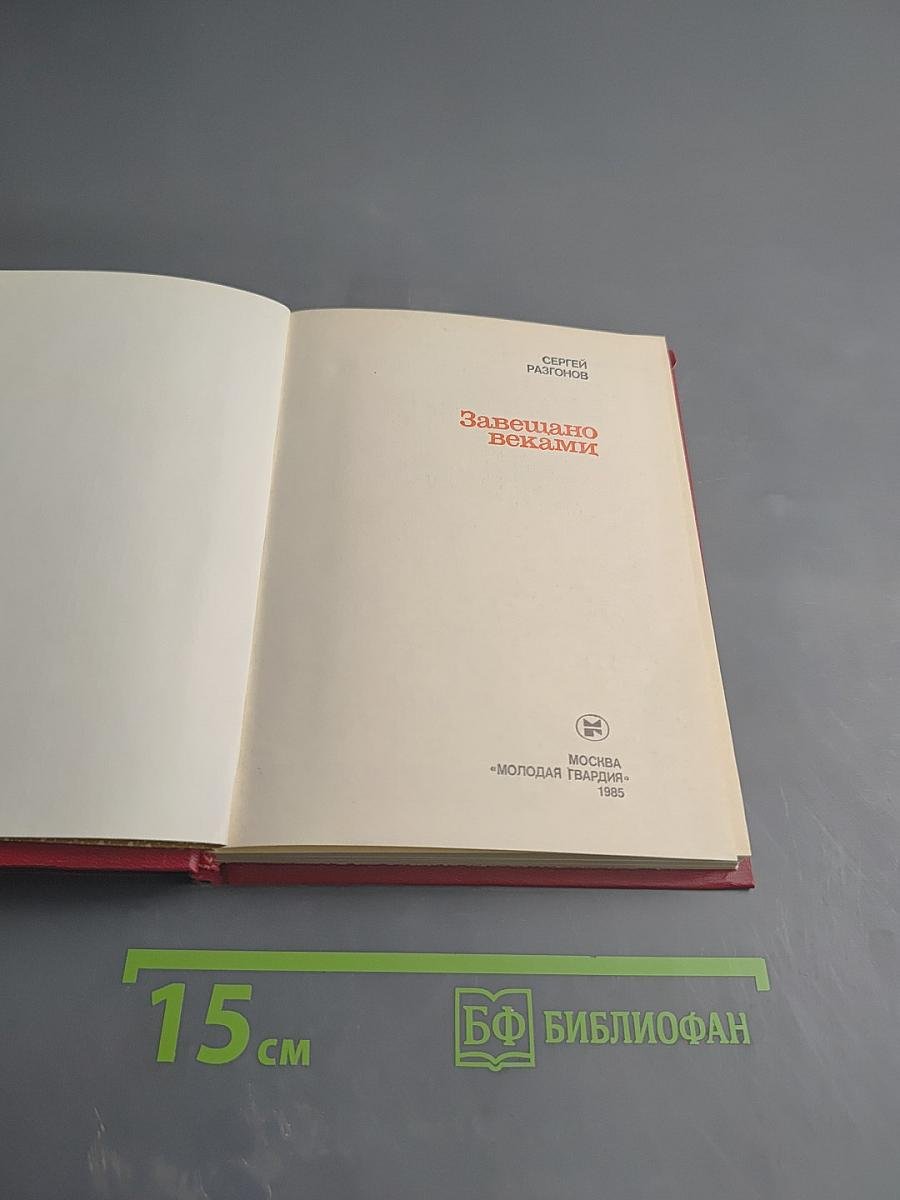 СЕРГЕЙ
РАЗГОНОВ
Завещано
веками
МОСКВА
«МОЛОДАЯ ГВАРДИЯ»
1985
15 см
БФ БИБЛИОФАН